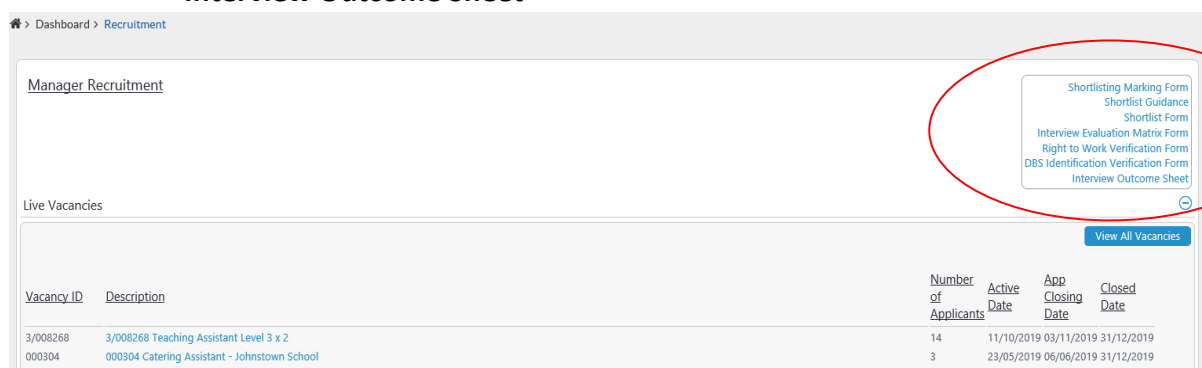 Interview Outcome Sheet
> Dashboard > Recruitment
Manager Recruitment
Shortlisting Marking Form
Shortlist Guidance
Shortlist Form
Interview Evaluation Matrix Form
Right to Work Verification Form
DBS Identification Verification Form
Interview Outcome Sheet
Live Vacancies
View All Vacancies
Vacancy ID Description Number of Applicants Active Date App Closing Date Closed Date
3/008268 3/008268 Teaching Assistant Level 3 x 2 14 11/10/2019 03/11/2019 31/12/2019
000304 000304 Catering Assistant - Johnstown School 3 23/05/2019 06/06/2019 31/12/2019